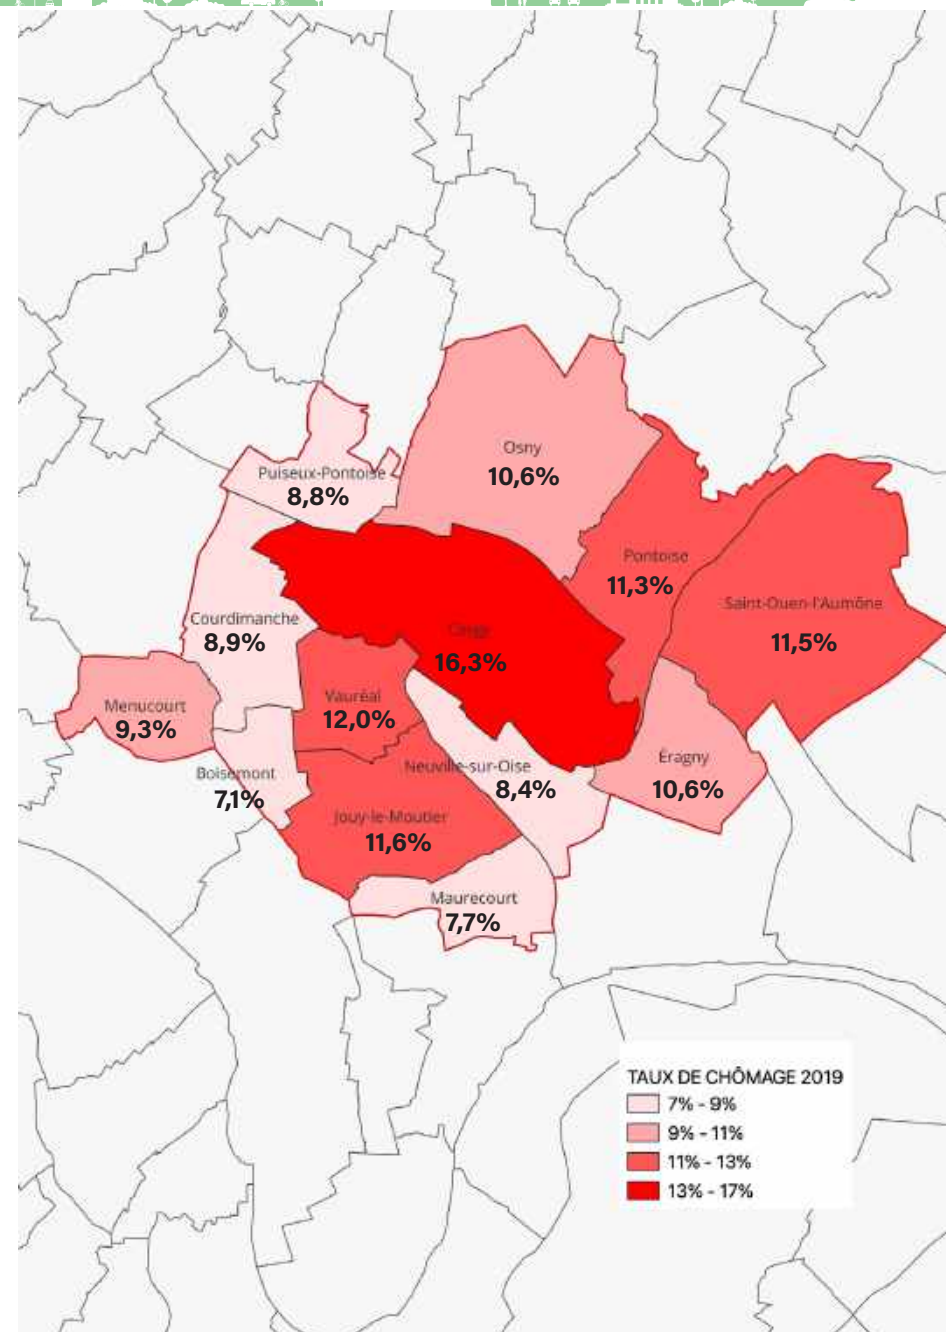 Osny
10,6%
Puiseux-Pontoise
8,8%
Pontoise
11,3%
Saint-Ouen-l'Aumône
11,5%
Courdimanche
8,9%
Cergy
16,3%
Menucourt
9,3%
Vauréal
12,0%
Éragny
10,6%
Neuville-sur-Oise
8,4%
Boisemont
7,1%
Jouy-le-Moutier
11,6%
Maurecourt
7,7%
TAUX DE CHÔMAGE 2019
7% - 9%
9% - 11%
11% - 13%
13% - 17%